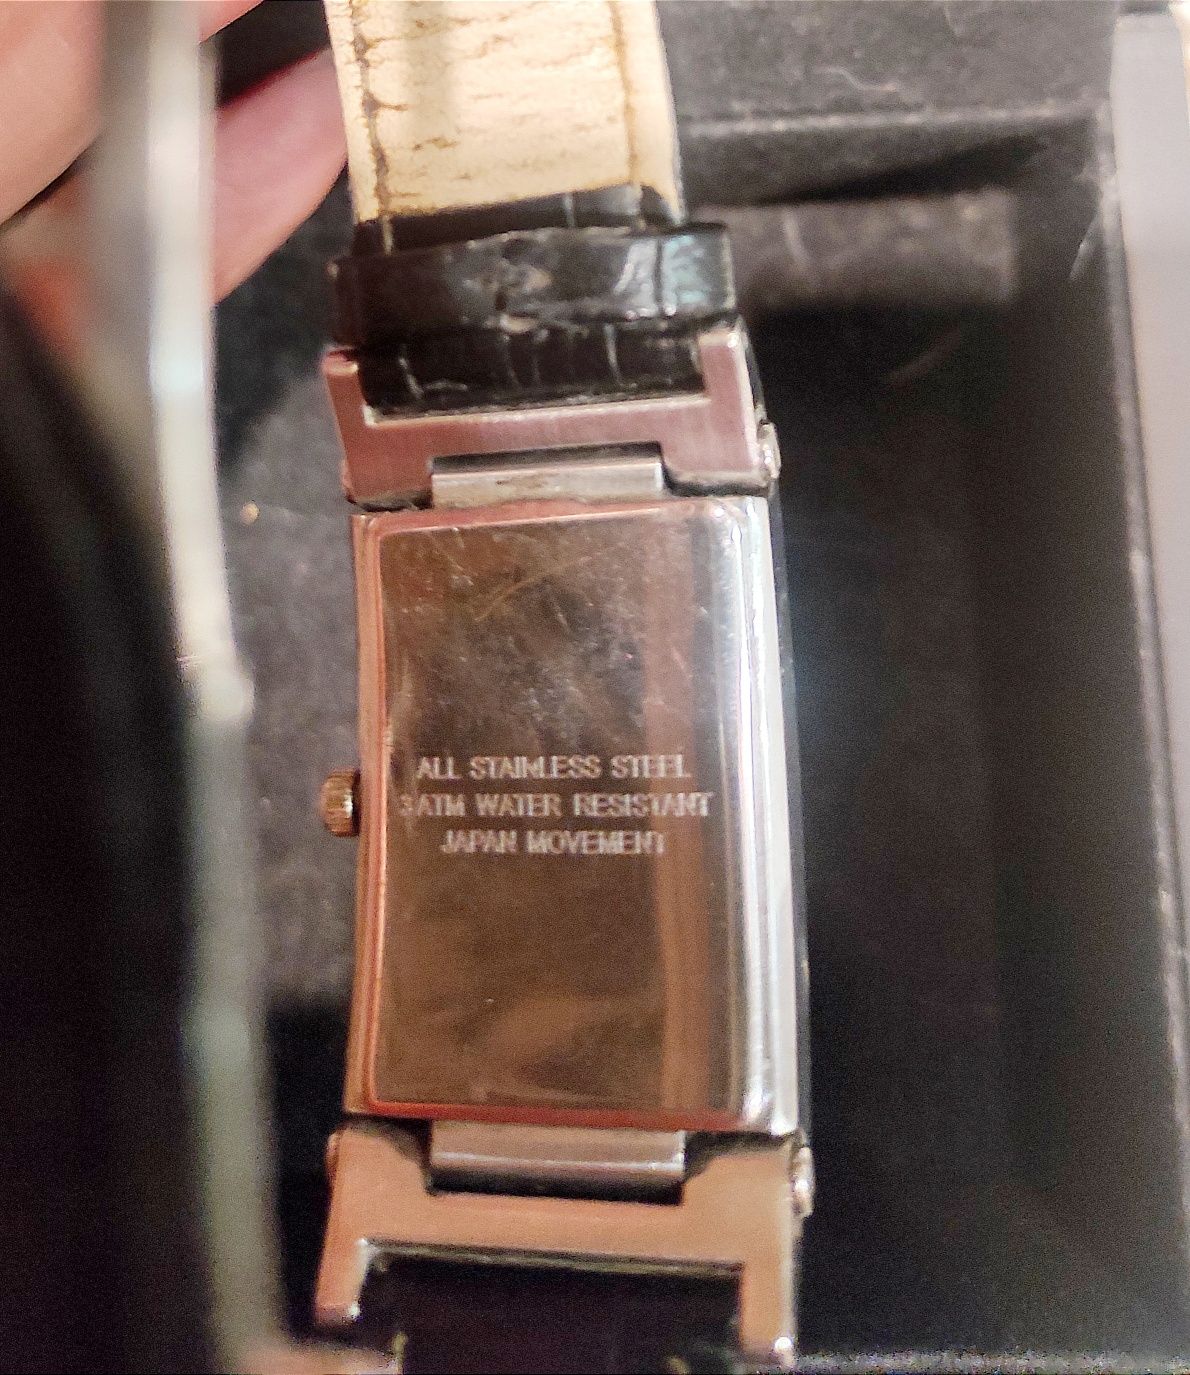 ALL STAINLESS STEEL
3ATM WATER RESISTANT
JAPAN MOVEMENT